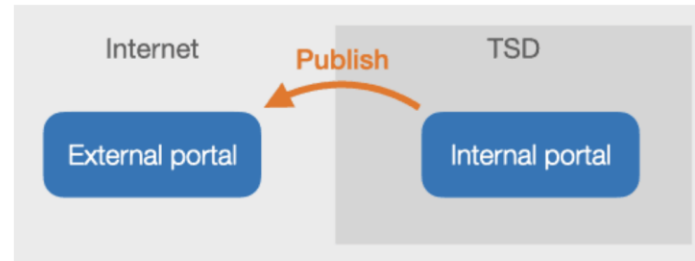 Internet
TSD
Publish
External portal
Internal portal